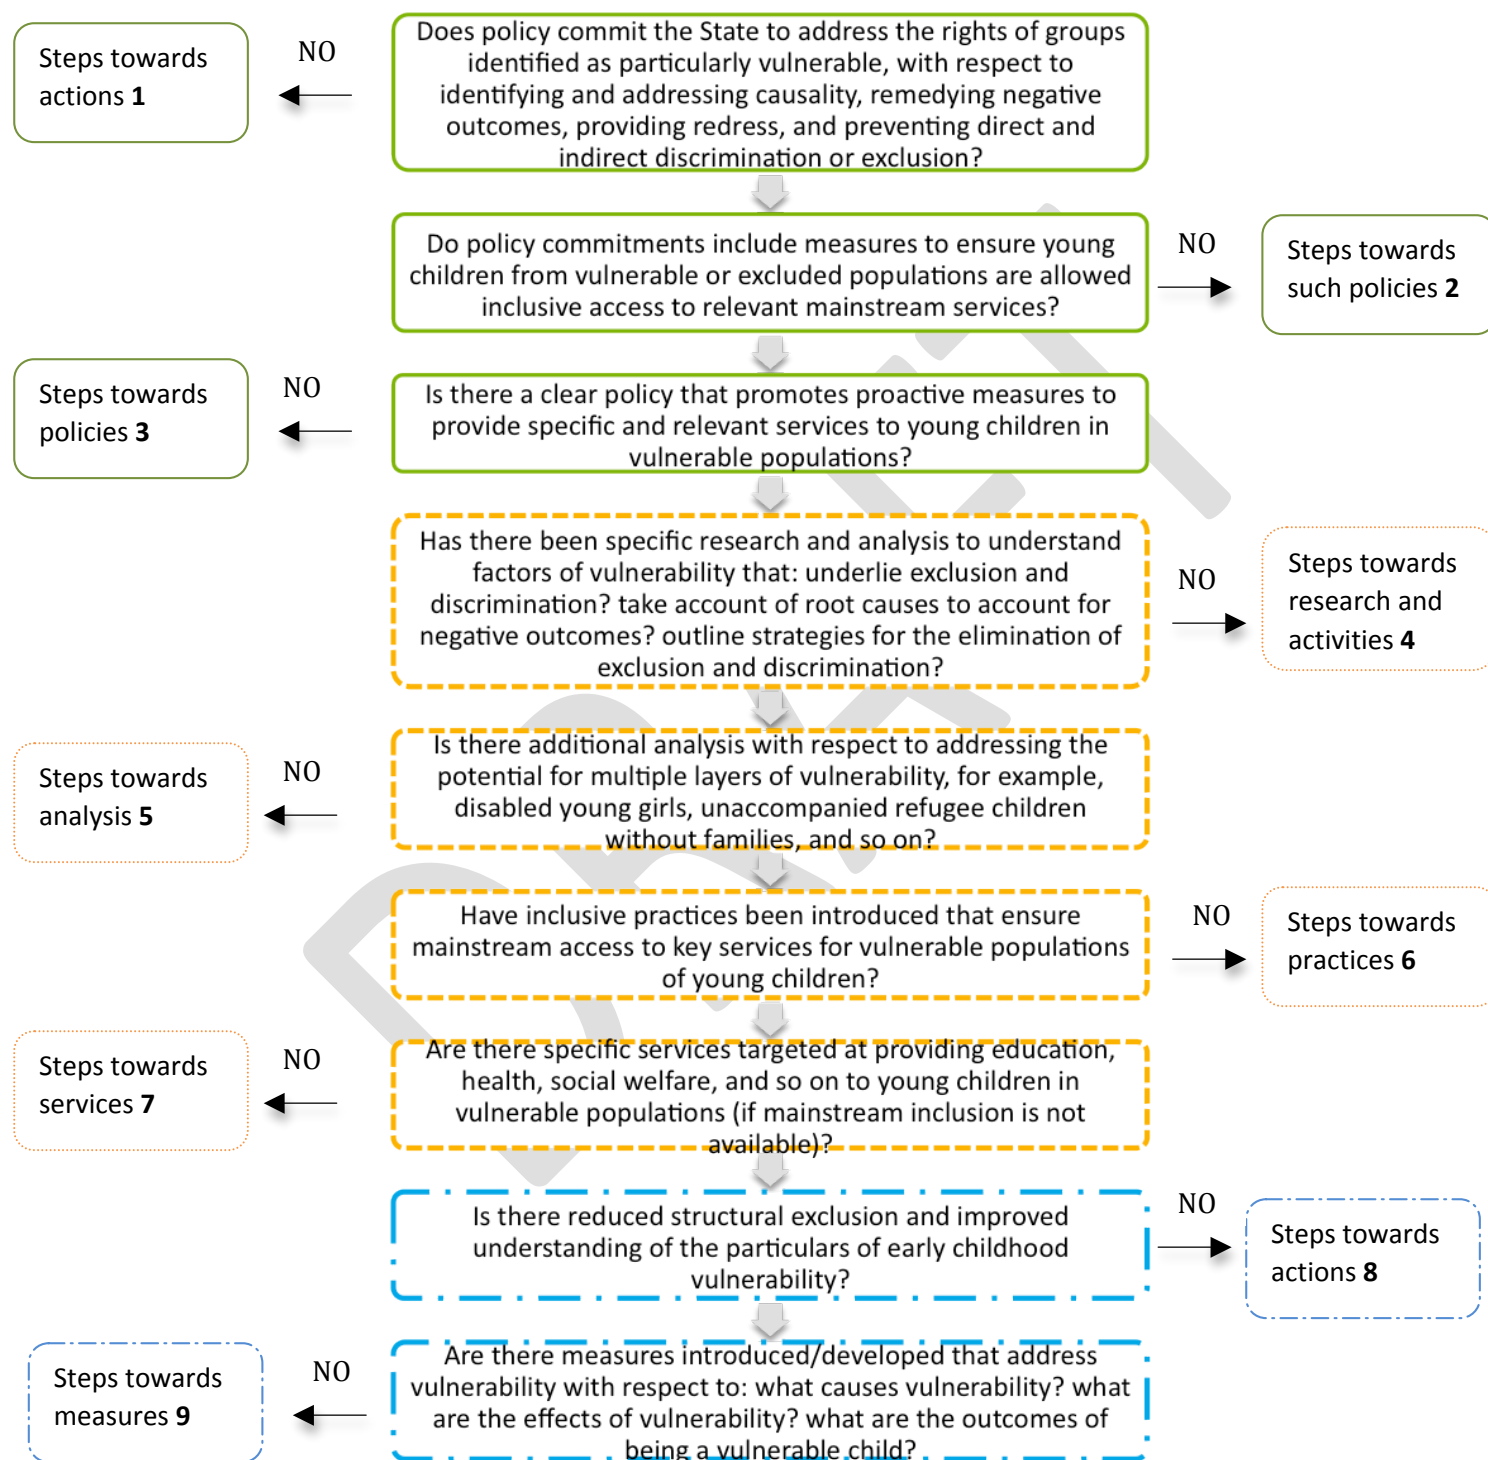 Does policy commit the State to address the rights of groups
identified as particularly vulnerable, with respect to
identifying and addressing causality, remedying negative
outcomes, providing redress, and preventing direct and
indirect discrimination or exclusion?
NO
Steps towards
actions 1
Do policy commitments include measures to ensure young
children from vulnerable or excluded populations are allowed
inclusive access to relevant mainstream services?
NO
Steps towards
such policies 2
Is there a clear policy that promotes proactive measures to
provide specific and relevant services to young children in
vulnerable populations?
NO
Steps towards
policies 3
Has there been specific research and analysis to understand
factors of vulnerability that: underlie exclusion and
discrimination? take account of root causes to account for
negative outcomes? outline strategies for the elimination of
exclusion and discrimination?
NO
Steps towards
research and
activities 4
Is there additional analysis with respect to addressing the
potential for multiple layers of vulnerability, for example,
disabled young girls, unaccompanied refugee children
without families, and so on?
NO
Steps towards
analysis 5
Have inclusive practices been introduced that ensure
mainstream access to key services for vulnerable populations
of young children?
NO
Steps towards
practices 6
Are there specific services targeted at providing education,
health, social welfare, and so on to young children in
vulnerable populations (if mainstream inclusion is not
available)?
NO
Steps towards
services 7
Is there reduced structural exclusion and improved
understanding of the particulars of early childhood
vulnerability?
NO
Steps towards
actions 8
Are there measures introduced/developed that address
vulnerability with respect to: what causes vulnerability? what
are the effects of vulnerability? what are the outcomes of
being a vulnerable child?
NO
Steps towards
measures 9
DRAFT